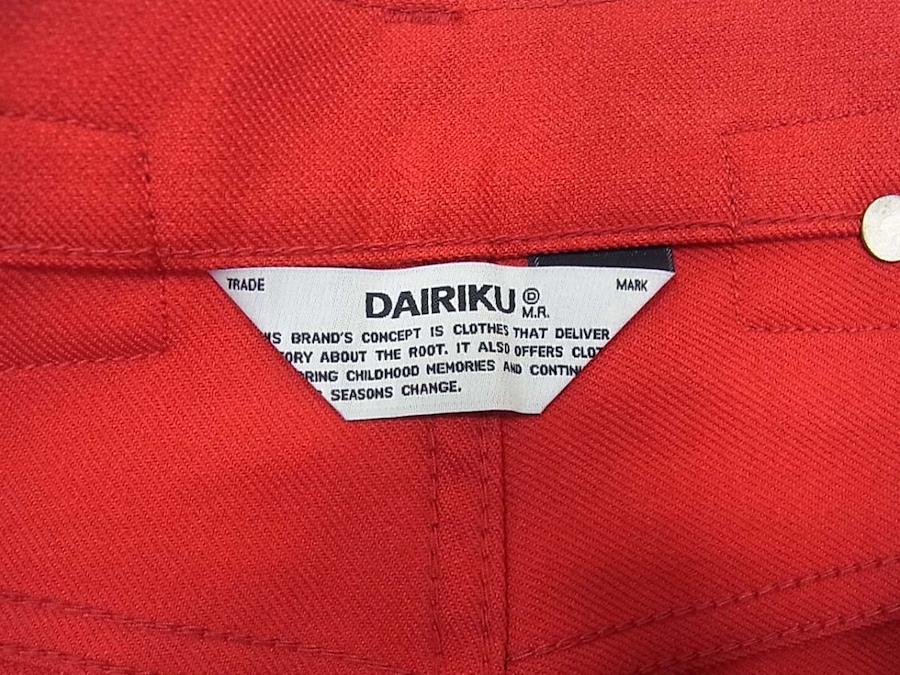 TRADE MARK
DAIRIKU Ⓓ
M.R.
BRAND'S CONCEPT IS CLOTHES THAT DELIVER
ABOUT THE ROOT. IT ALSO OFFERS
CHILDHOOD MEMORIES AND
SEASONS CHANGE.